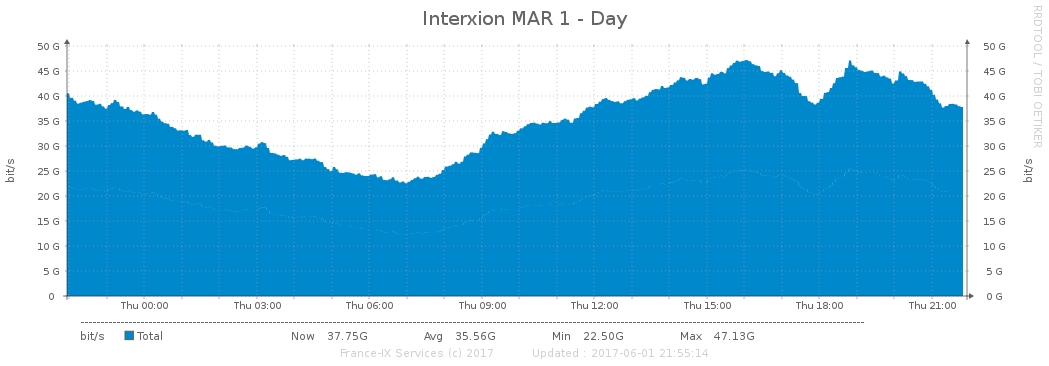 Interxion MAR 1 - Day
RRDTOOL / TOBI OETIKER
bit/s
50 G 50 G
45 G 45 G
40 G 40 G
35 G 35 G
30 G 30 G
25 G 25 G
20 G 20 G
15 G 15 G
10 G 10 G
5 G 5 G
0 0 G
bit/s
Thu 00:00 Thu 03:00 Thu 06:00 Thu 09:00 Thu 12:00 Thu 15:00 Thu 18:00 Thu 21:00
bit/s Total Now 37.75G Avg 35.56G Min 22.50G Max 47.13G
France-IX Services (c) 2017 Updated : 2017-06-01 21:55:14